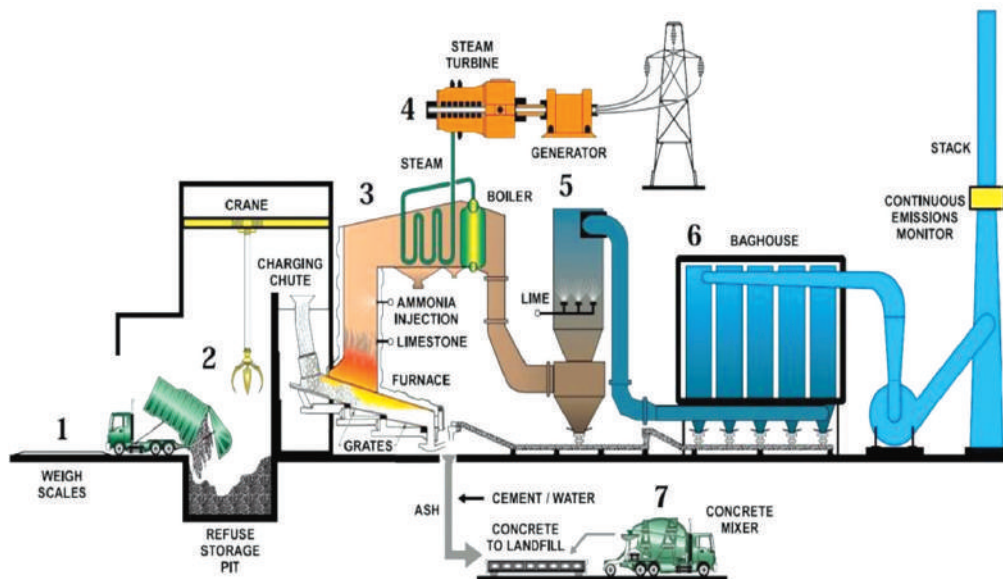 STEAM
TURBINE
4
GENERATOR
STEAM
3
BOILER
5
STACK
CONTINUOUS
EMISSIONS
MONITOR
CRANE
6
BAGHOUSE
CHARGING
CHUTE
AMMONIA
INJECTION
LIME
LIMESTONE
2
FURNACE
1
GRATES
WEIGH
SCALES
REFUSE
STORAGE
PIT
ASH
CEMENT / WATER
7
CONCRETE
MIXER
CONCRETE
TO LANDFILL